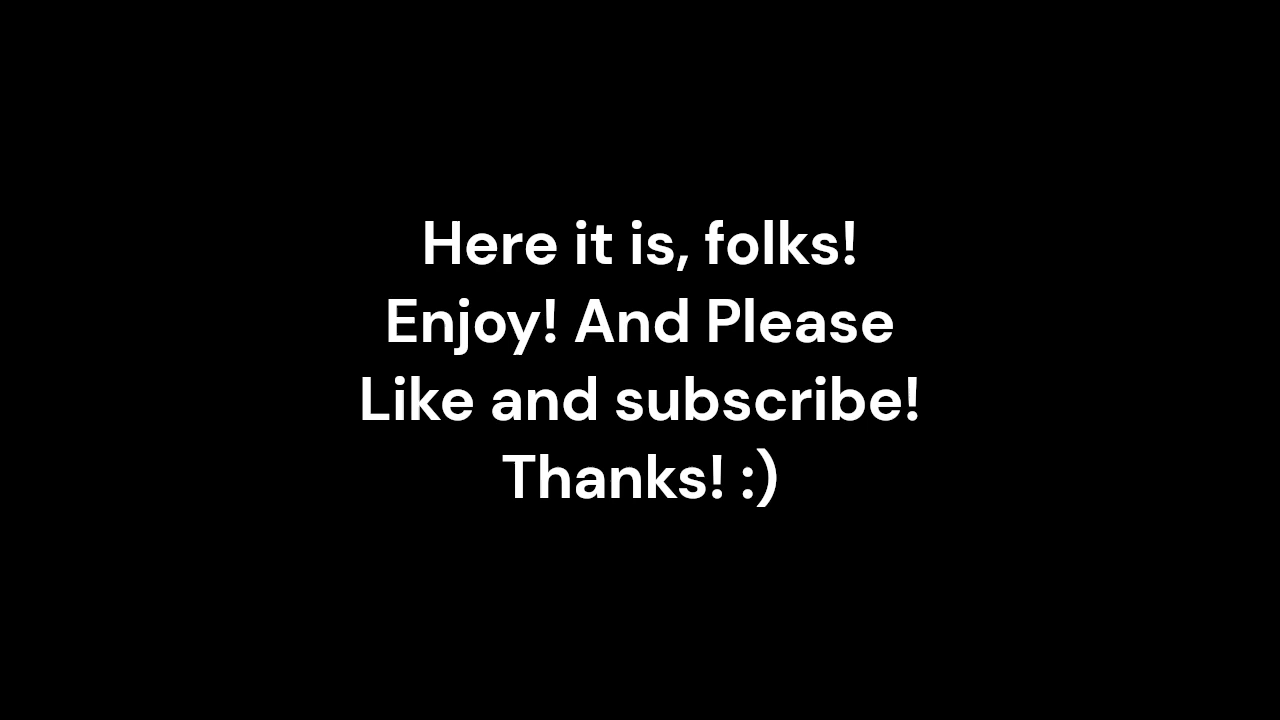 Here it is, folks!
Enjoy! And Please
Like and subscribe!
Thanks! :)